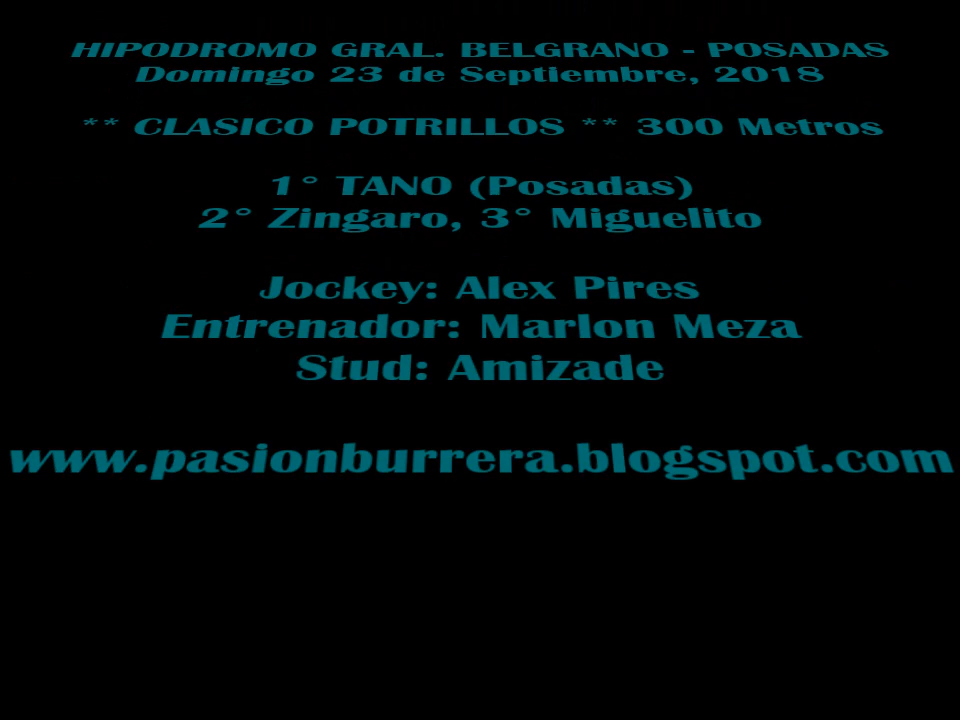 HIPODROMO GRAL. BELGRANO - POSADAS
Domingo 23 de Septiembre, 2018
** CLASICO POTRILLOS ** 300 Metros
1° TANO (Posadas)
2° Zingaro, 3° Miguelito
Jockey: Alex Pires
Entrenador: Marlon Meza
Stud: Amizade
www.pasionburrera.blogspot.com